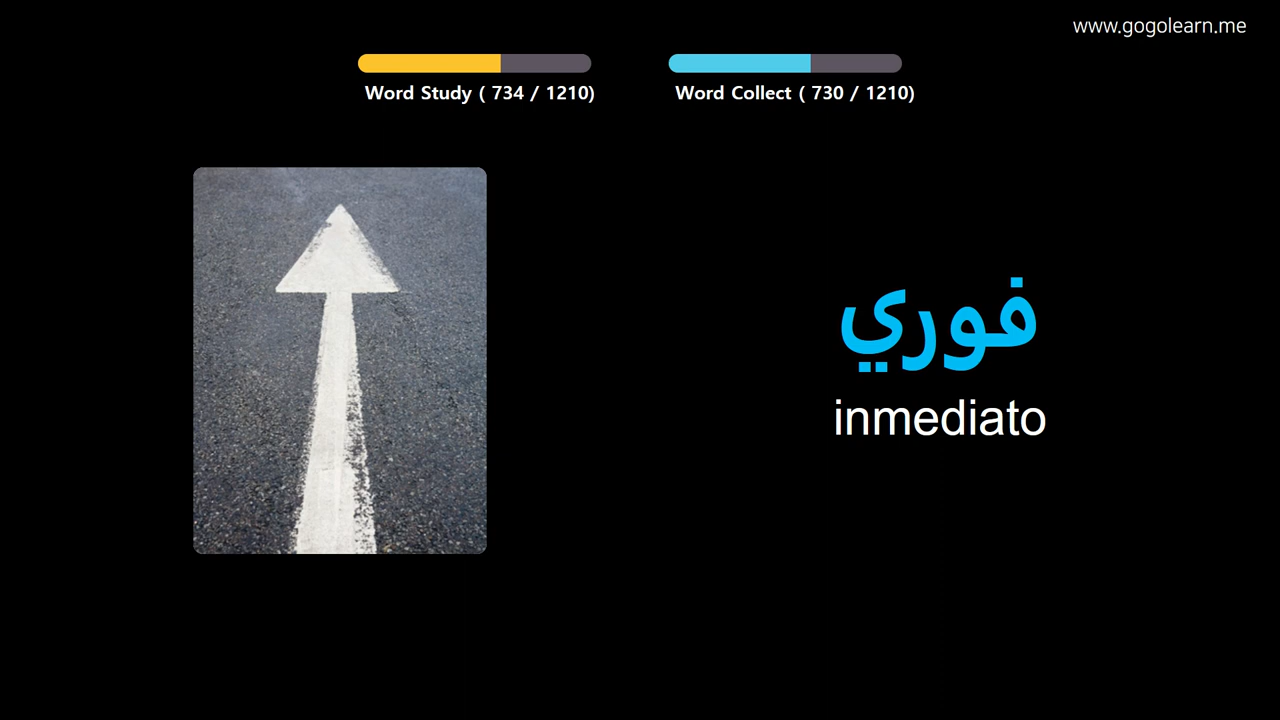 www.gogolearn.me
Word Study ( 734 / 1210)
Word Collect ( 730 / 1210)
فوري
inmediato